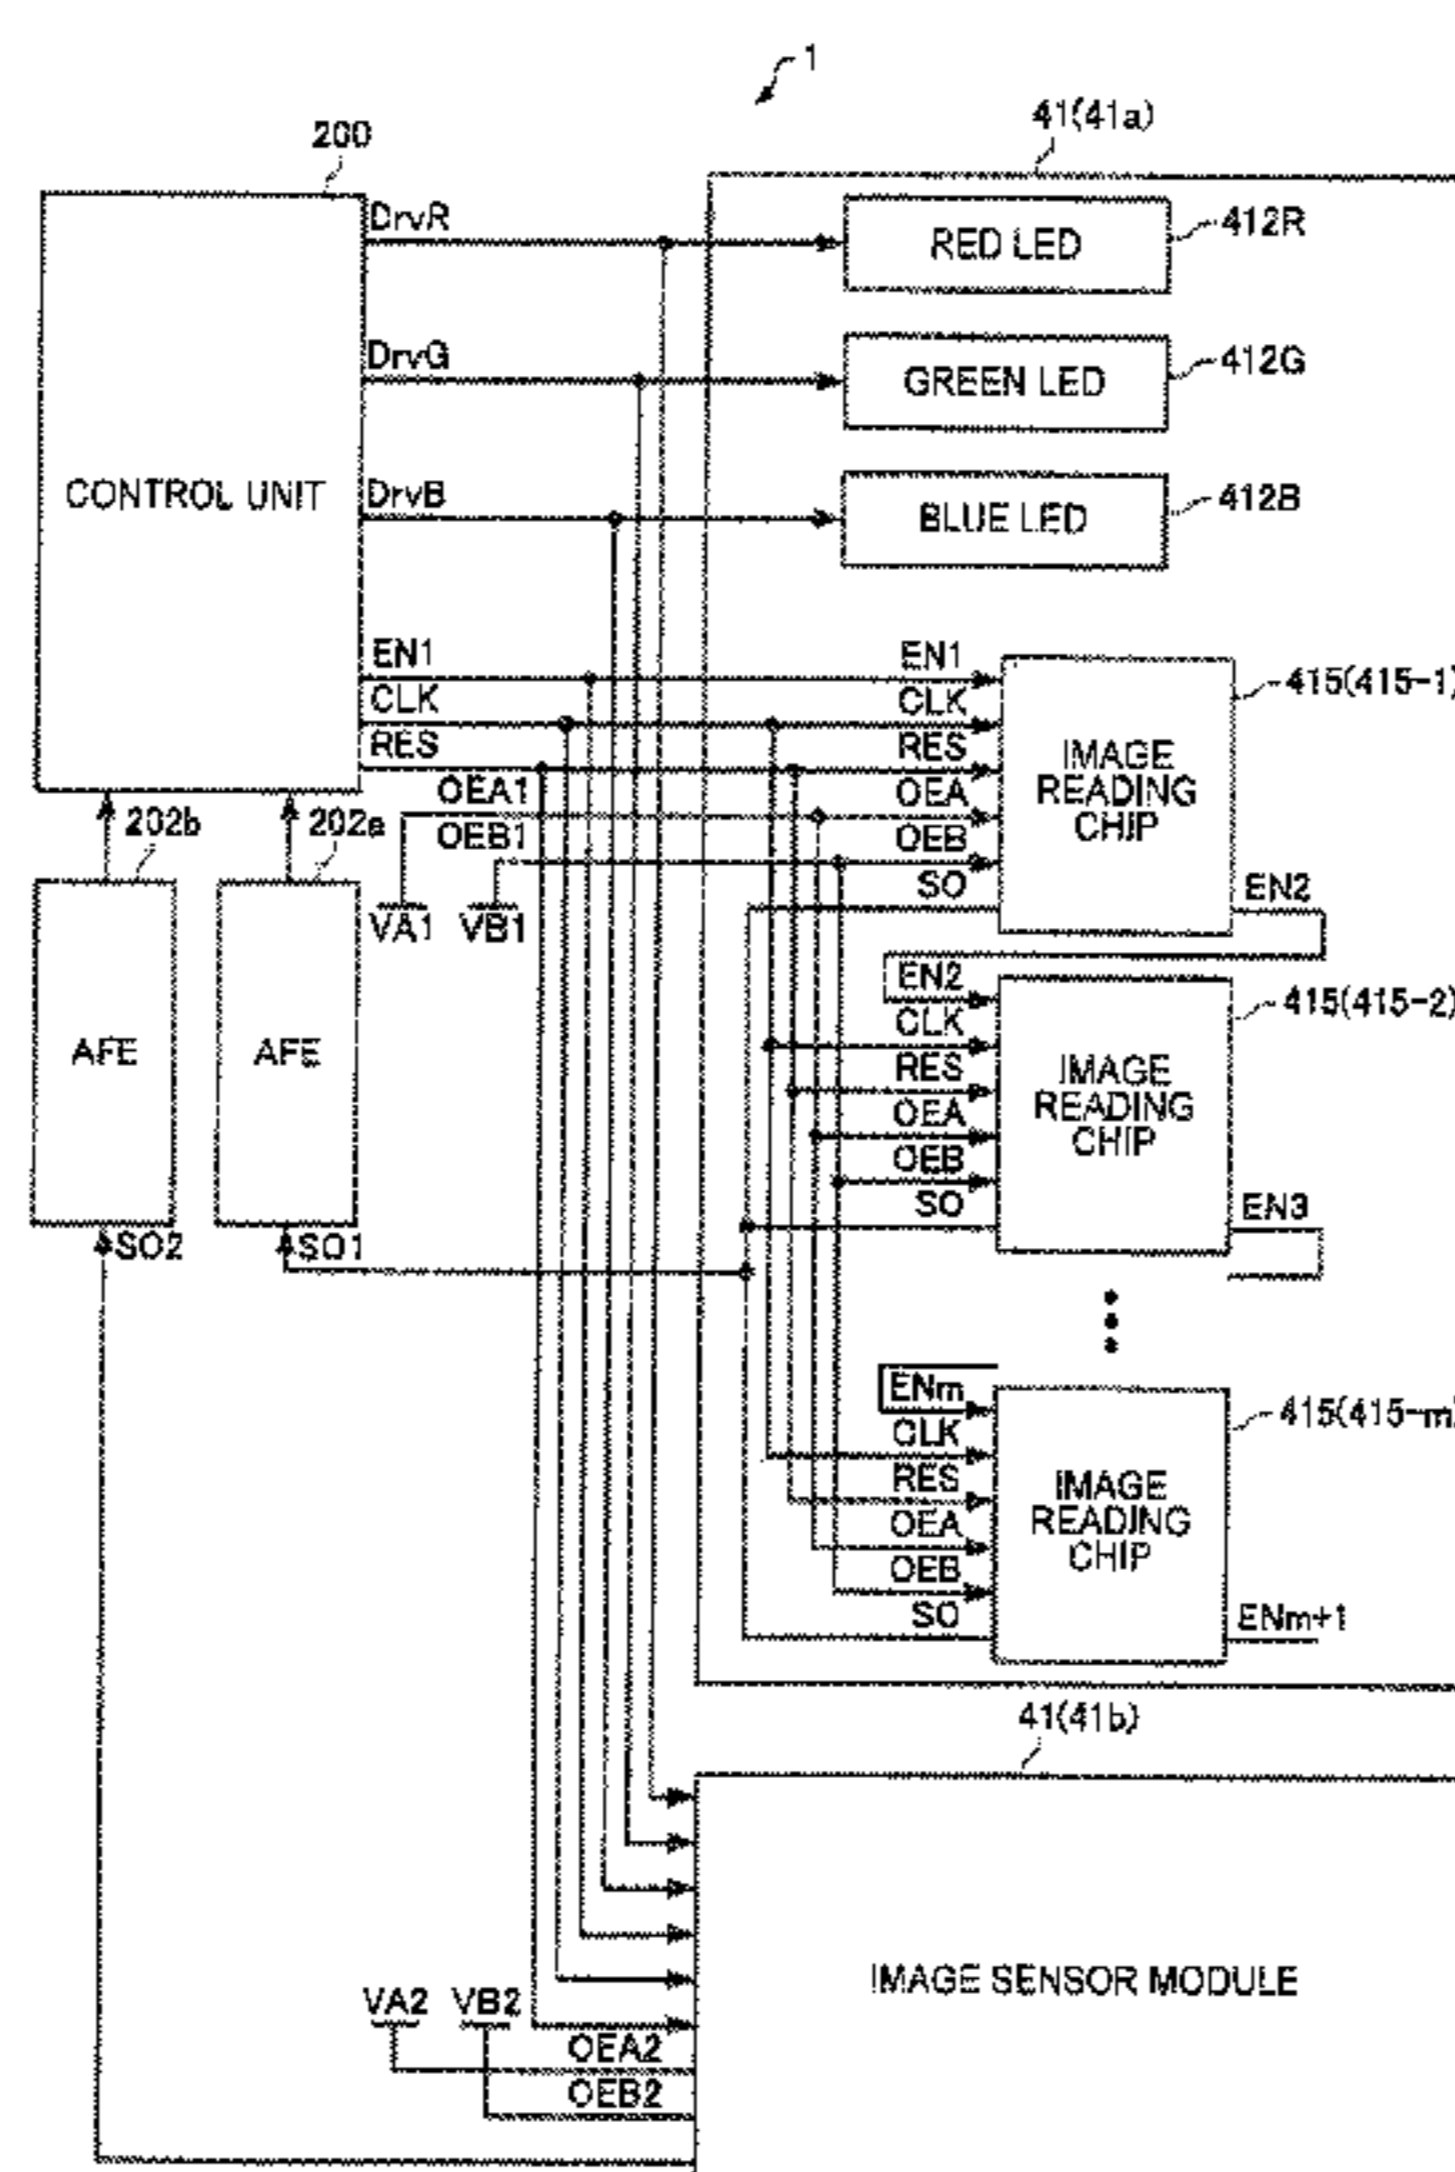 1
41(41a)
200
DrvR
RED LED
412R
DrvG
GREEN LED
412G
CONTROL UNIT
DrvB
BLUE LED
412B
EN1
EN1
415(415-1)
CLK
CLK
RES
RES
IMAGE
READING
CHIP
OEA1
OEA
202b
202a
OEB1
OEB
SO
EN2
VA1
VB1
EN2
415(415-2)
CLK
AFE
AFE
RES
IMAGE
READING
CHIP
OEA
OEB
SO
EN3
SO2
SO1
ENm
415(415-m)
CLK
RES
IMAGE
READING
CHIP
OEA
OEB
SO
ENm+1
41(41b)
IMAGE SENSOR MODULE
VA2
VB2
OEA2
OEB2